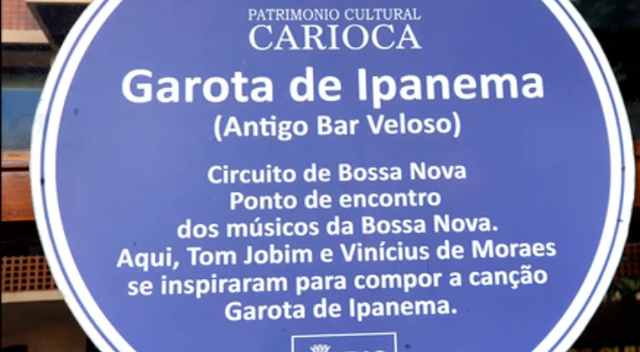 PATRIMONIO CULTURAL
CARIOCA
Garota de Ipanema
(Antigo Bar Veloso)
Circuito de Bossa Nova
Ponto de encontro
dos músicos da Bossa Nova.
Aqui, Tom Jobim e Vinícius de Moraes
se inspiraram para compor a canção
Garota de Ipanema.